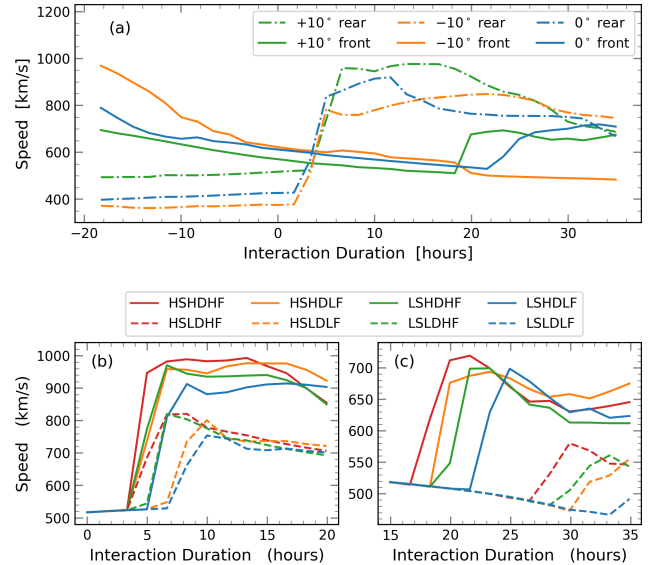 (a)
+10° rear −10° rear 0° rear
+10° front −10° front 0° front
1200
1000
800
600
400
Speed [km/s]
−20 −10 0 10 20 30
Interaction Duration [hours]
HSHDHF HSHDLF LSHDHF LSHDLF
HSLDHF HSLDLF LSLDHF LSLDLF
(b)
1000
900
800
700
600
500
Speed (km/s)
0 5 10 15 20
Interaction Duration (hours)
(c)
700
650
600
550
500
15 20 25 30 35
Interaction Duration (hours)